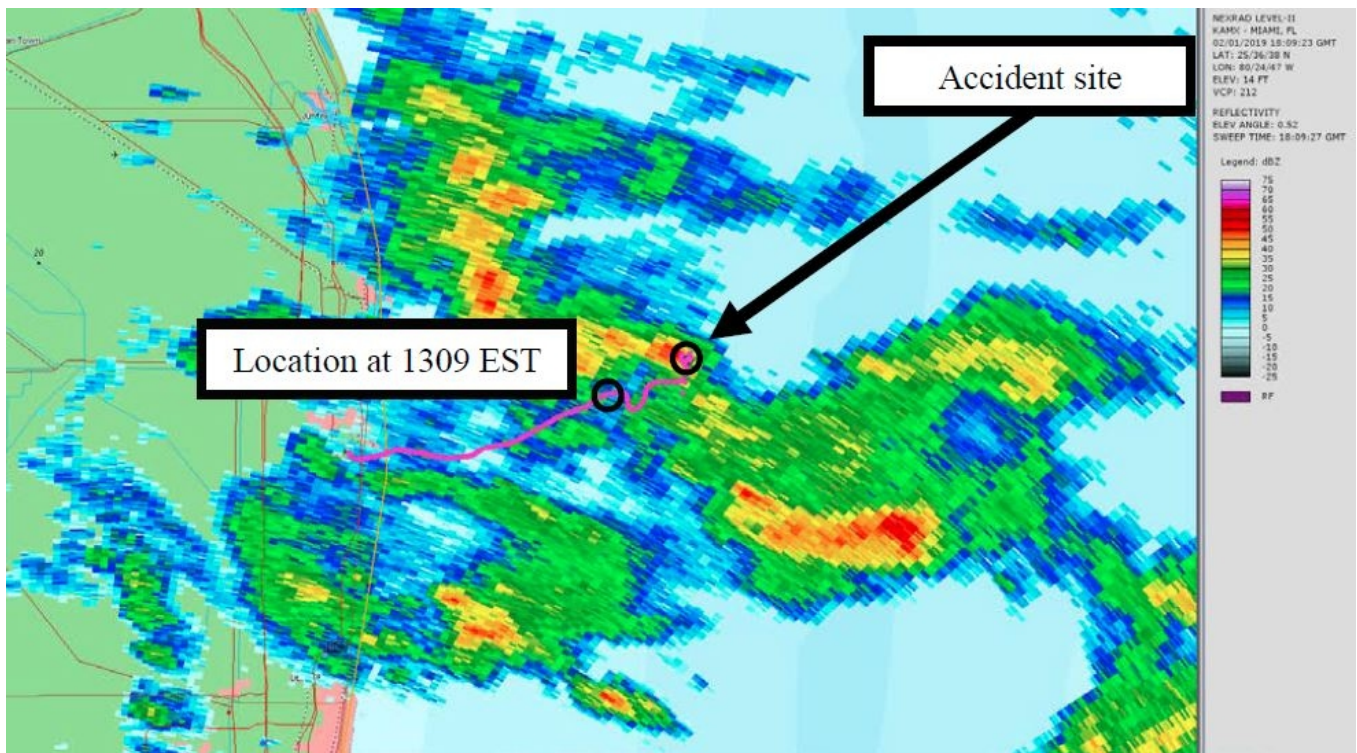 Accident site
Location at 1309 EST
20
NEXRAD LEVEL-II
KAMX - MIAMI, FL
02/01/2019 18:09:23 GMT
LAT: 25/36/38 N
LON: 80/24/47 W
ELEV: 14 FT
VCP: 212
REFLECTIVITY
ELEV ANGLE: 0.52
SWEEP TIME: 18:09:27 GMT
Legend: dBZ
75
70
65
60
55
50
45
40
35
30
25
20
15
10
5
0
-5
-10
-15
-20
-25
RF